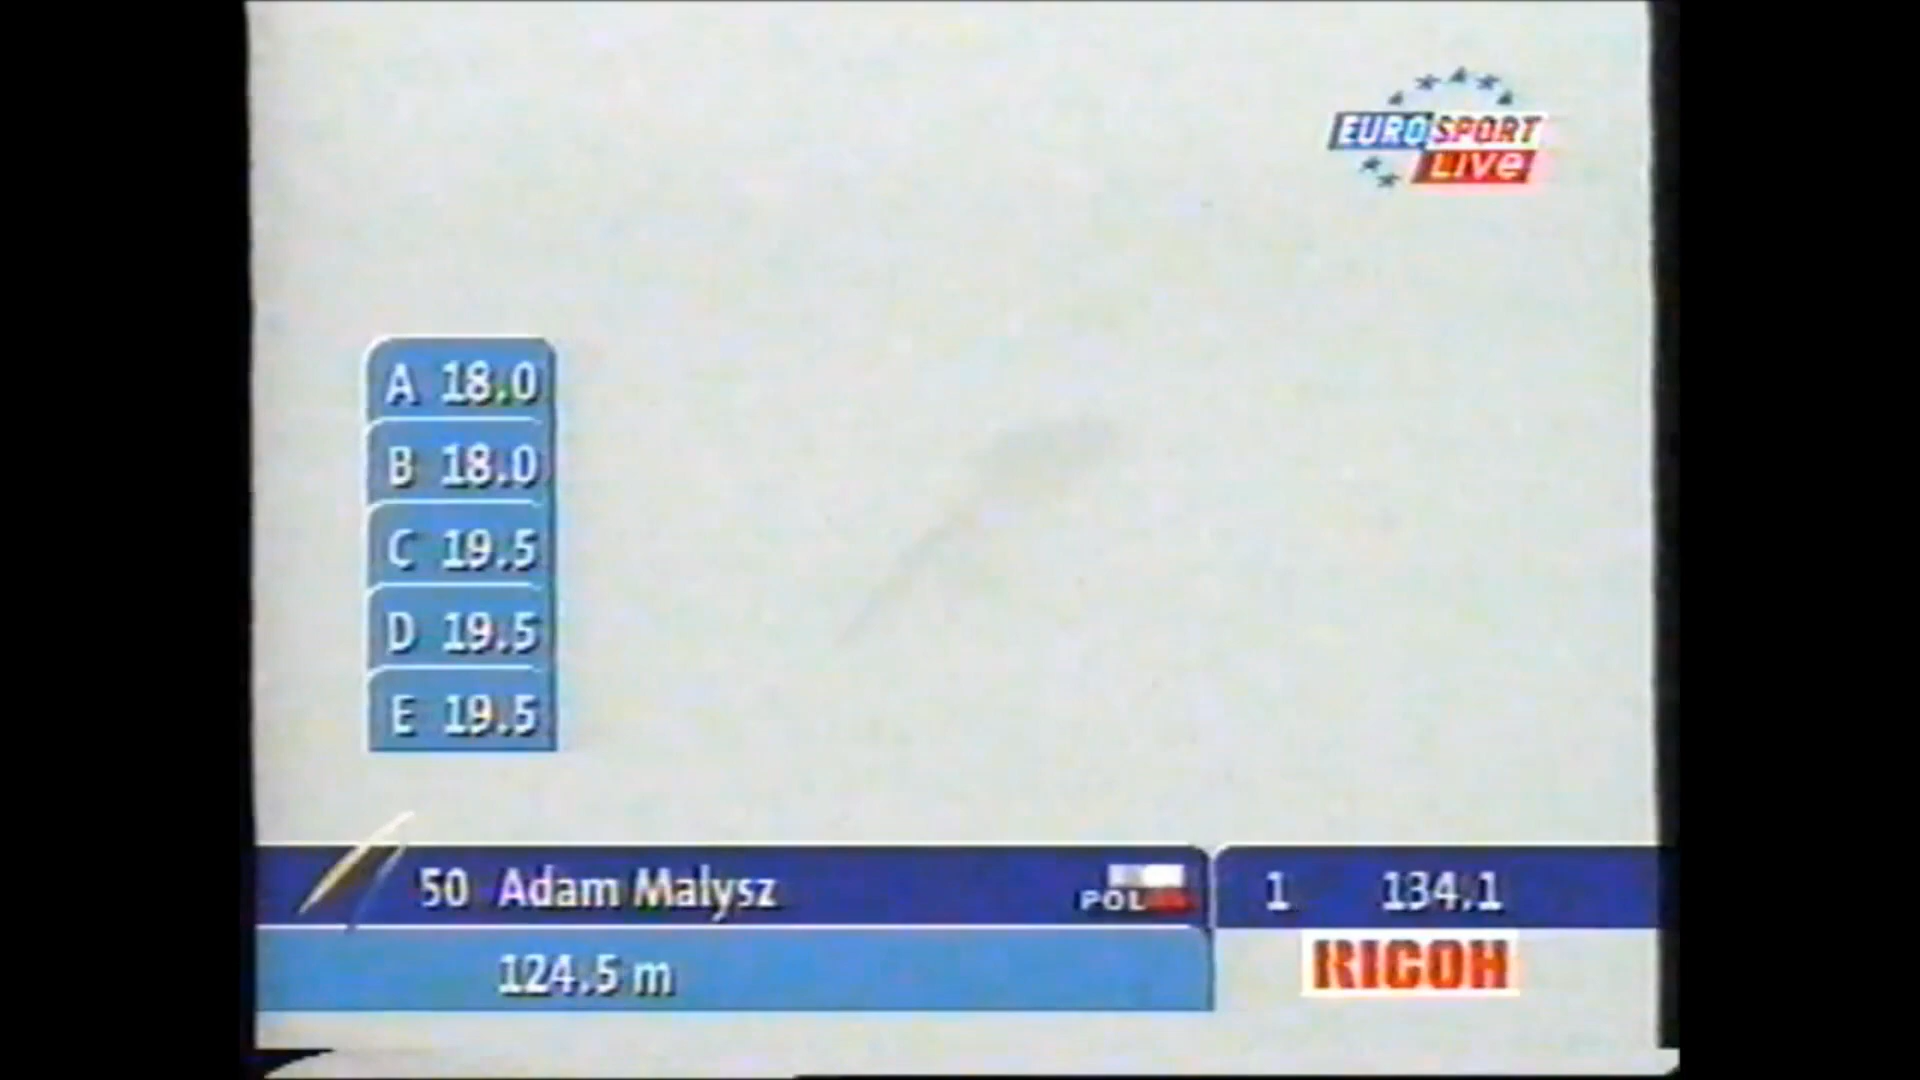 EUROSPORT
LIVE
A 18.0
B 18.0
C 19.5
D 19.5
E 19.5
50 Adam Malysz POL 1 134.1
124.5 m
RICOH